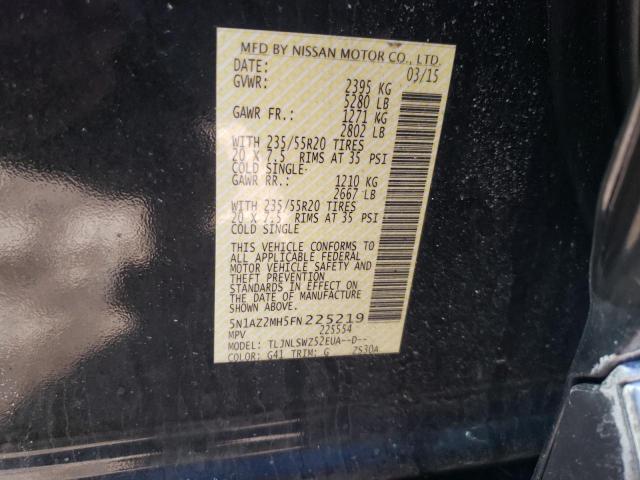 MFD BY NISSAN MOTOR CO., LTD.
DATE: 03/15
GVWR: 2395 KG
5280 LB
GAWR FR.: 1271 KG
2802 LB
WITH 235/55R20 TIRES
20 X 7.5 RIMS AT 35 PSI
COLD SINGLE
GAWR RR.: 1210 KG
2667 LB
WITH 235/55R20 TIRES
20 X 7.5 RIMS AT 35 PSI
COLD SINGLE
THIS VEHICLE CONFORMS TO
ALL APPLICABLE FEDERAL
MOTOR VEHICLE SAFETY AND
THEFT PREVENTION
STANDARDS IN EFFECT ON
THE DATE OF MANUFACTURE
SHOWN ABOVE.
5N1AZ2MH5FN225219
MPV 225554
MODEL: TLJNLSWZ52EUA--D--
COLOR: G41 TRIM: G Z530A